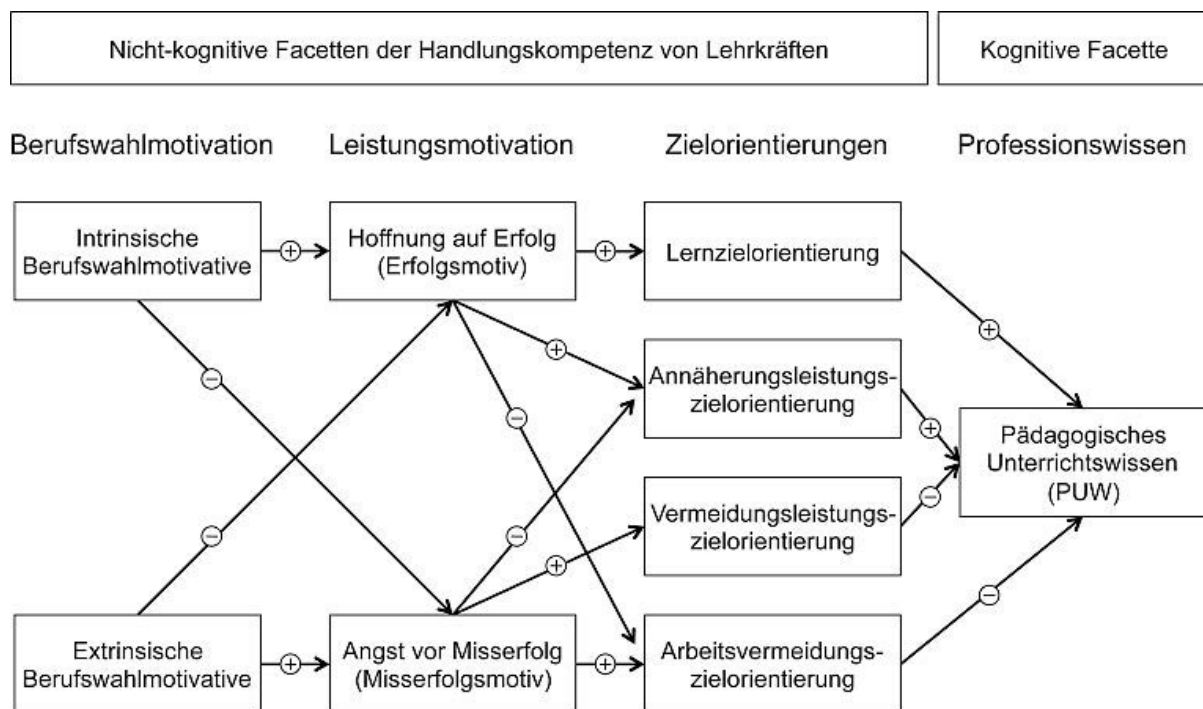 Nicht-kognitive Facetten der Handlungskompetenz von Lehrkräften
Kognitive Facette
Berufswahlmotivation
Leistungsmotivation
Zielorientierungen
Professionswissen
Intrinsische
Berufswahlmotivative
+
Hoffnung auf Erfolg
(Erfolgsmotiv)
+
Lernzielorientierung
+
+
−
−
Annäherungsleistungs-
zielorientierung
+
Pädagogisches
Unterrichtswissen
(PUW)
−
−
+
Vermeidungsleistungs-
zielorientierung
−
Extrinsische
Berufswahlmotivative
+
Angst vor Misserfolg
(Misserfolgsmotiv)
+
Arbeitsvermeidungs-
zielorientierung
−